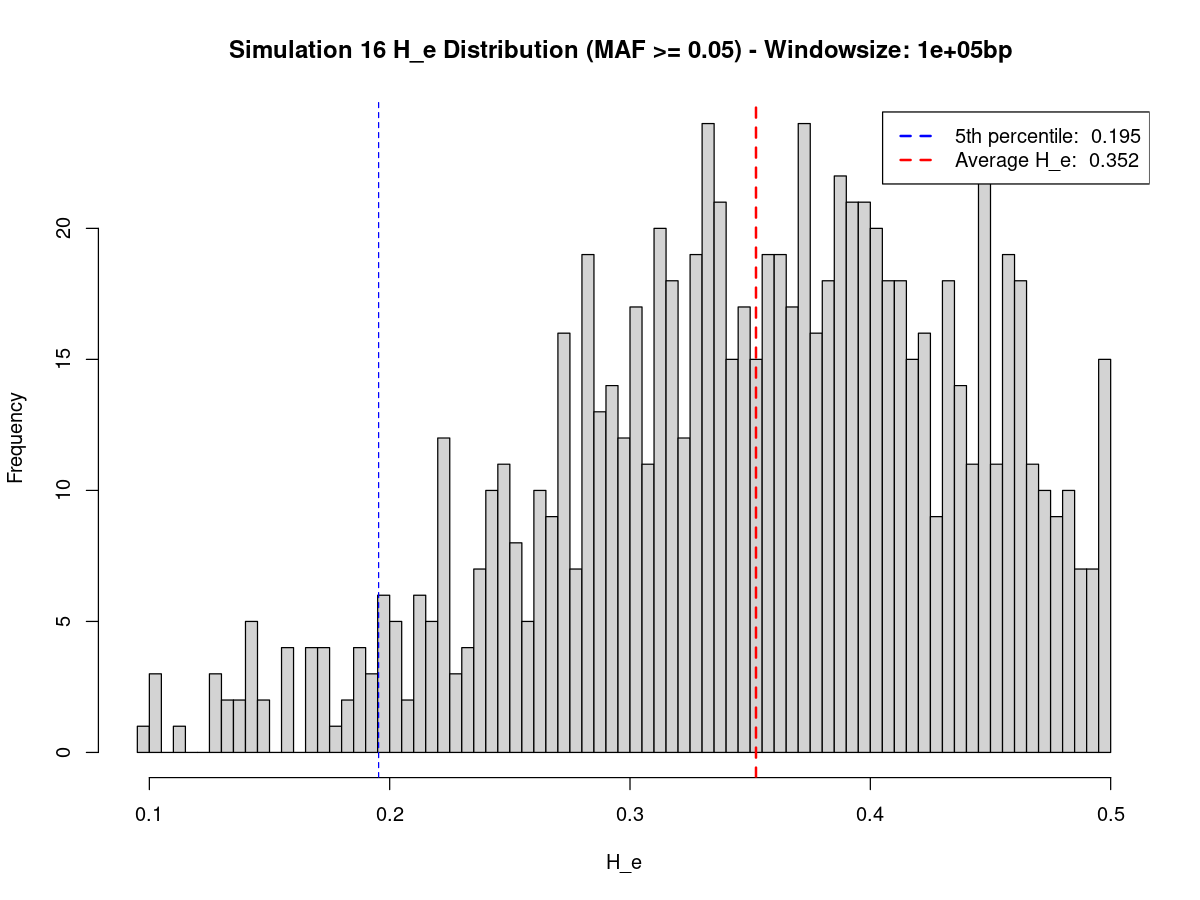 Simulation 16 H_e Distribution (MAF >= 0.05) - Windowsize: 1e+05bp
5th percentile:  0.195
Average H_e:  0.352
Frequency
20
15
10
5
0
0.1 0.2 0.3 0.4 0.5
H_e